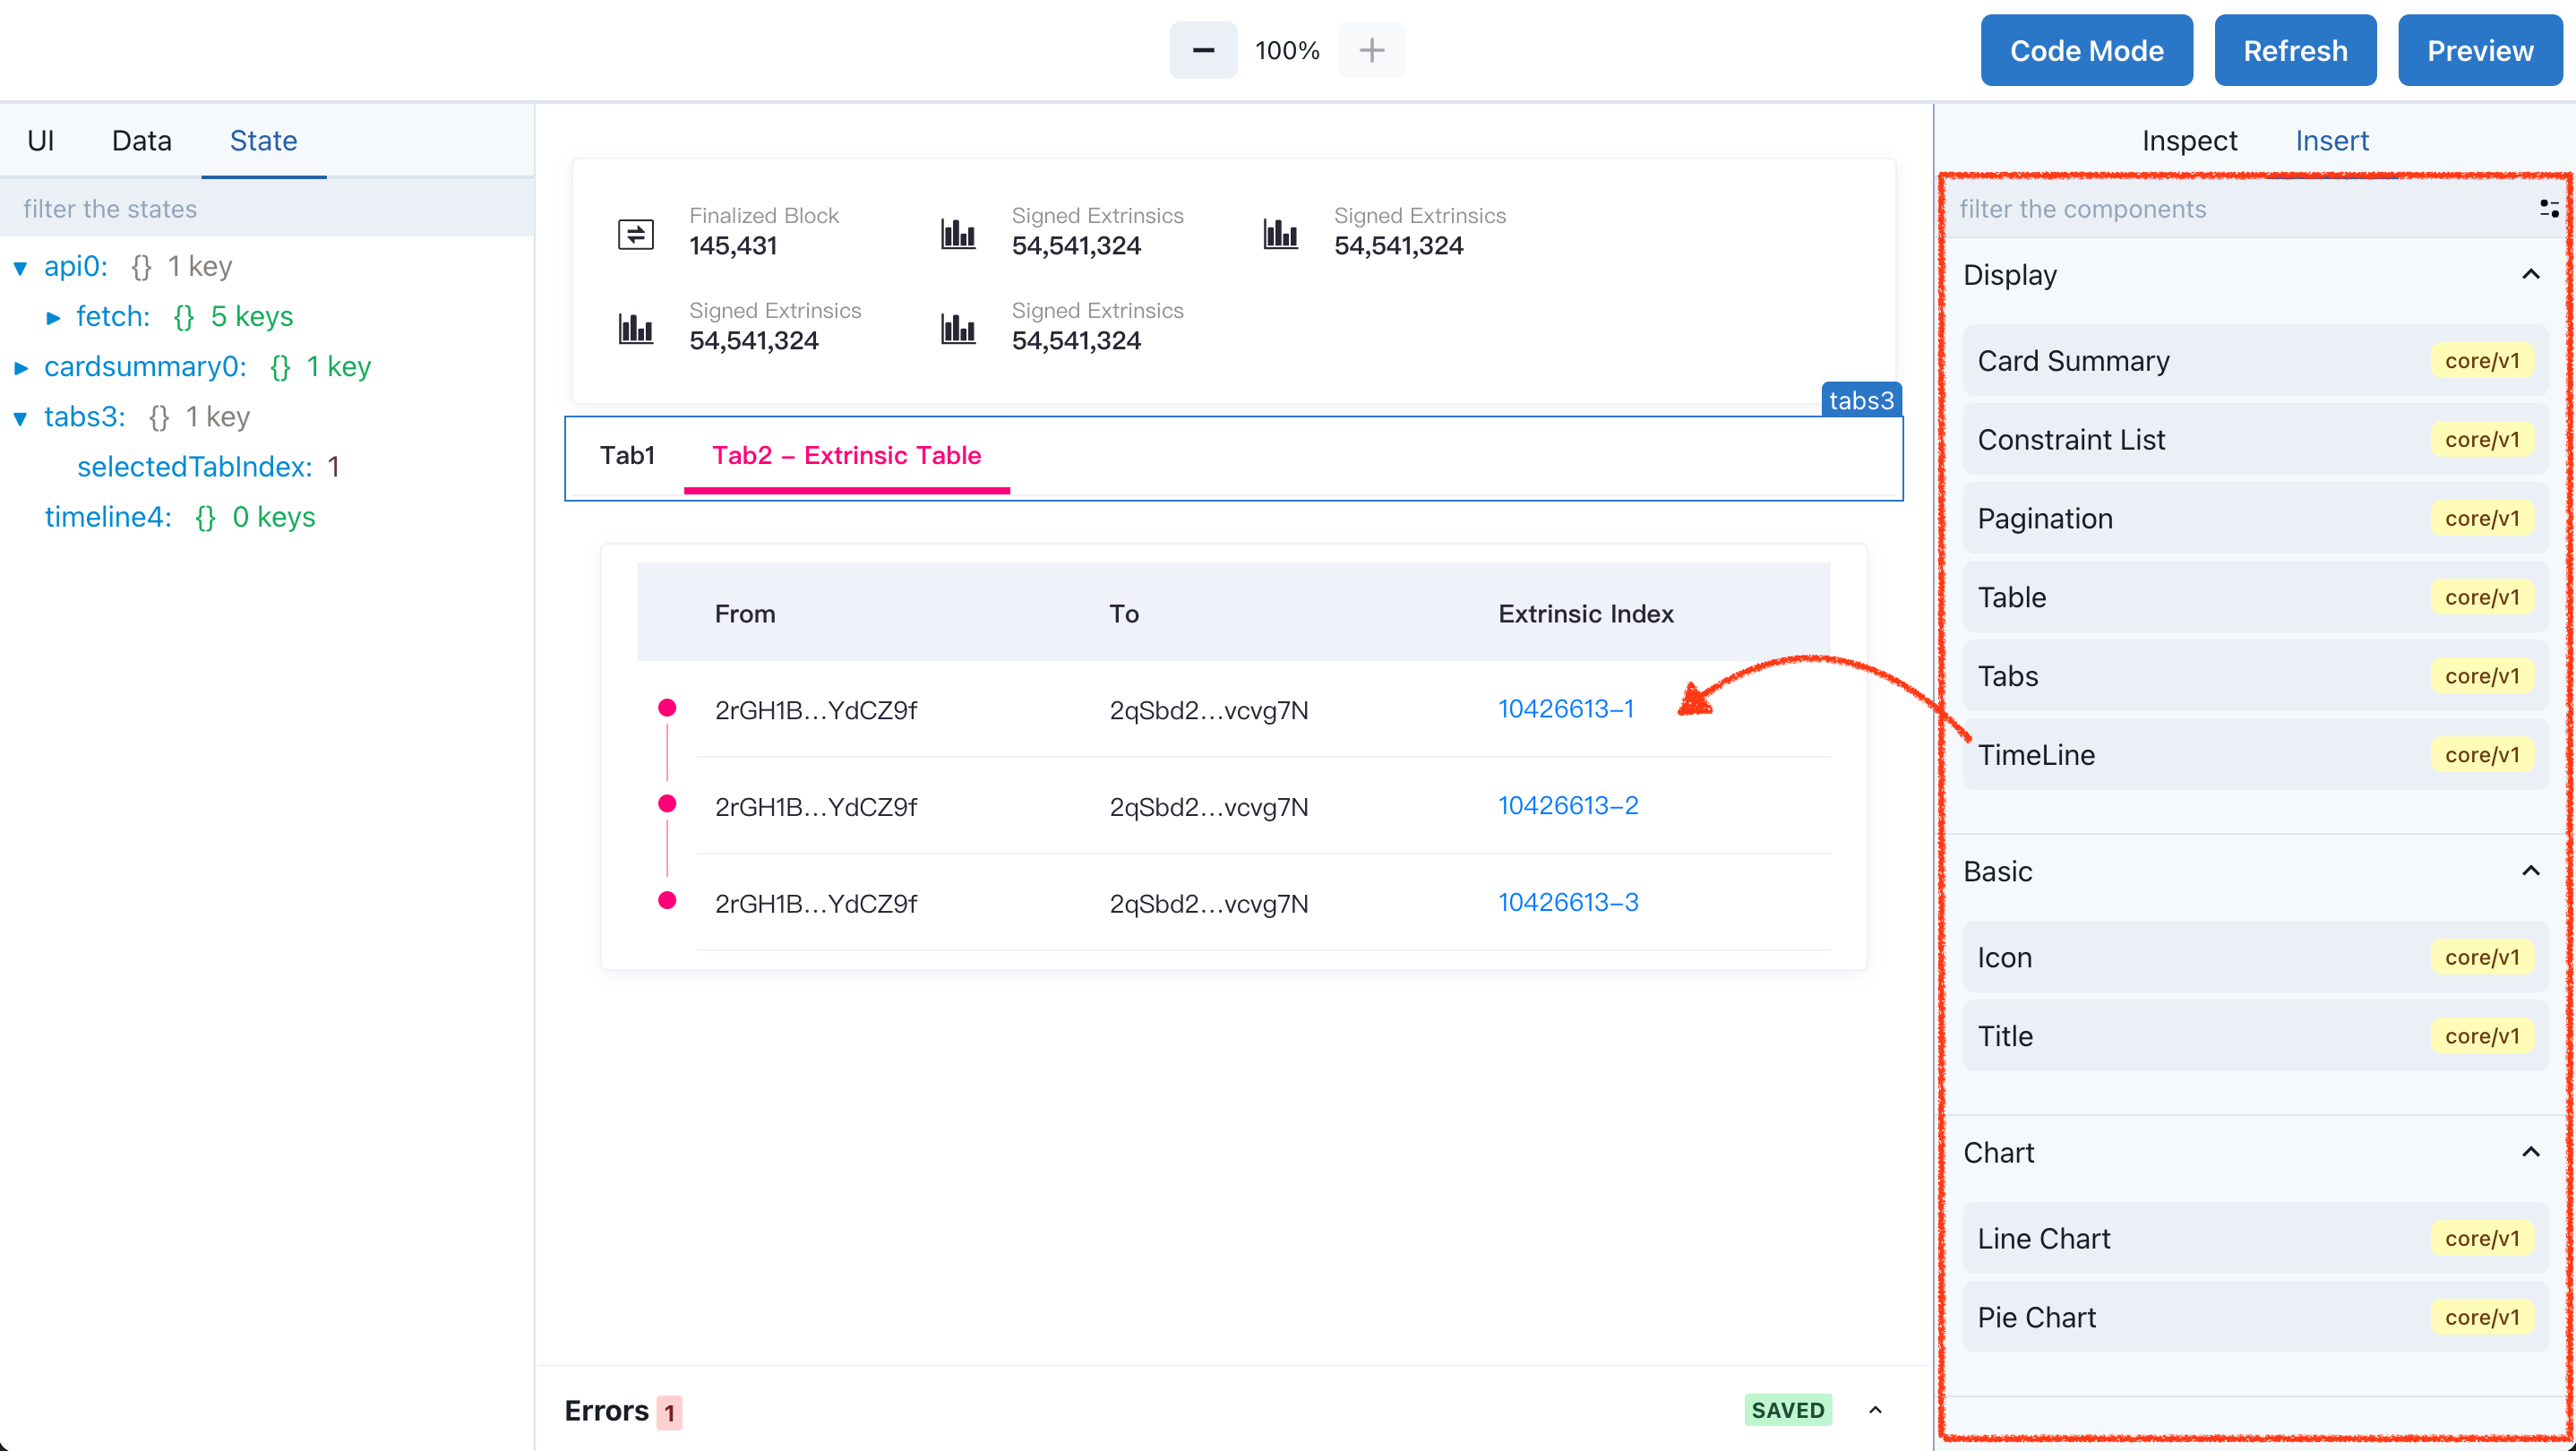 100%
Code Mode
Refresh
Preview
UI Data State
filter the states
api0: {} 1 key
fetch: {} 5 keys
cardsummary0: {} 1 key
tabs3: {} 1 key
selectedTabIndex: 1
timeline4: {} 0 keys
Finalized Block
145,431
Signed Extrinsics
54,541,324
Signed Extrinsics
54,541,324
Signed Extrinsics
54,541,324
Signed Extrinsics
54,541,324
tabs3
Tab1 Tab2 – Extrinsic Table
From To Extrinsic Index
2rGH1B...YdCZ9f 2qSbd2...vcvg7N 10426613–1
2rGH1B...YdCZ9f 2qSbd2...vcvg7N 10426613–2
2rGH1B...YdCZ9f 2qSbd2...vcvg7N 10426613–3
Errors 1
SAVED
Inspect Insert
filter the components
Display
Card Summary core/v1
Constraint List core/v1
Pagination core/v1
Table core/v1
Tabs core/v1
TimeLine core/v1
Basic
Icon core/v1
Title core/v1
Chart
Line Chart core/v1
Pie Chart core/v1